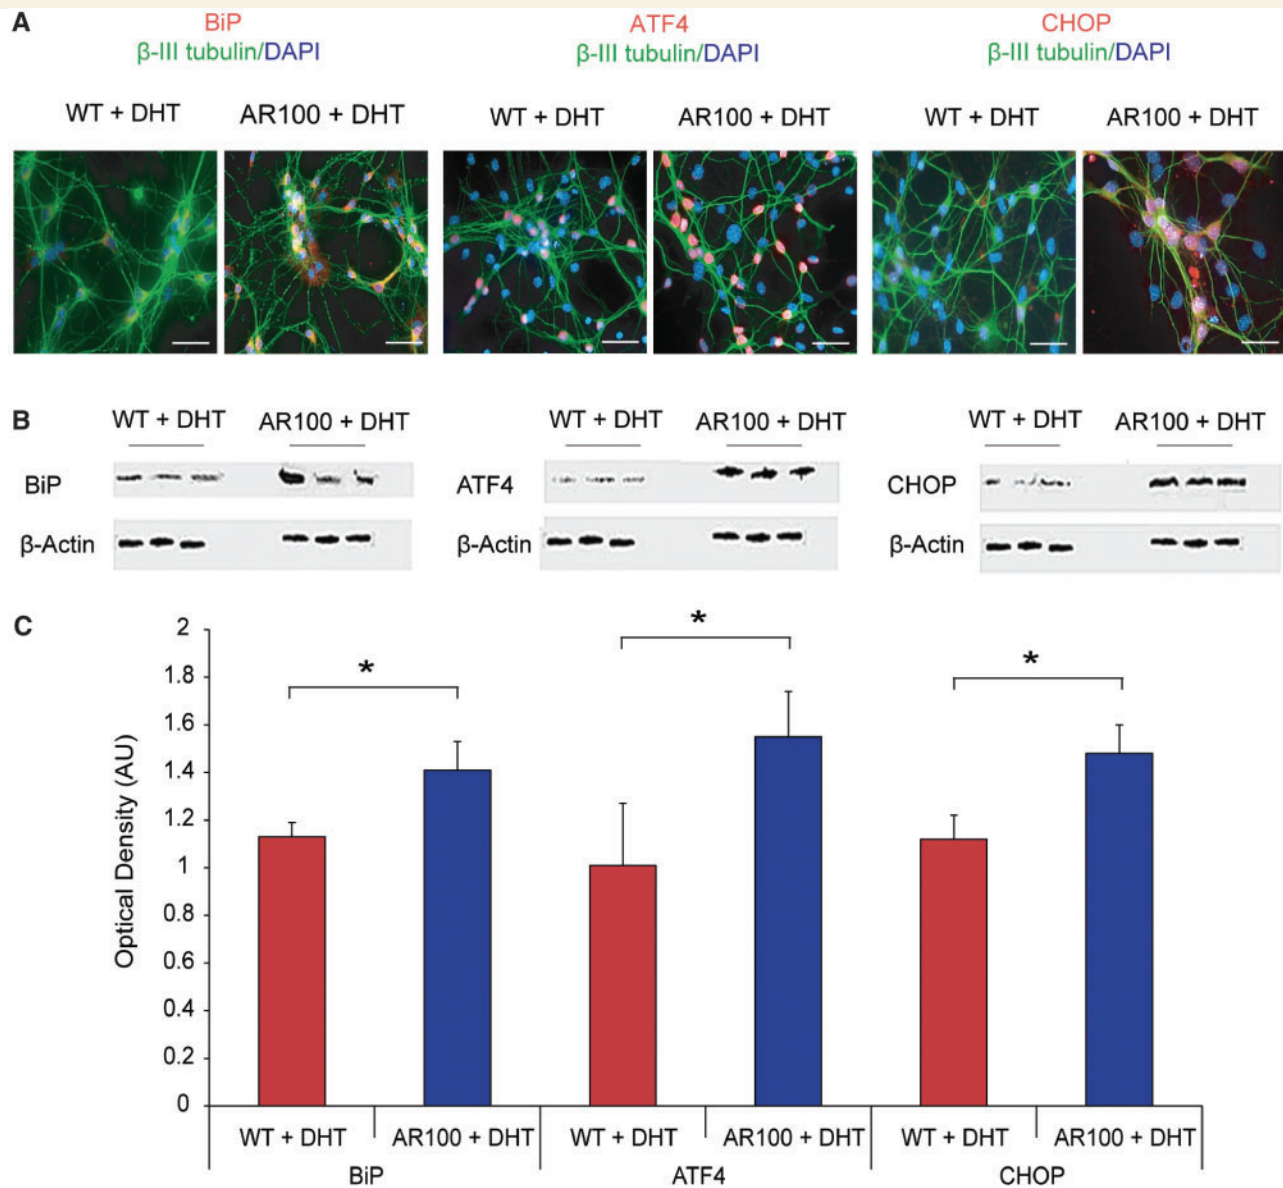 A
BiP
β-III tubulin/DAPI
WT + DHT AR100 + DHT
ATF4
β-III tubulin/DAPI
WT + DHT AR100 + DHT
CHOP
β-III tubulin/DAPI
WT + DHT AR100 + DHT
B
WT + DHT AR100 + DHT
BiP
β-Actin
WT + DHT AR100 + DHT
ATF4
β-Actin
WT + DHT AR100 + DHT
CHOP
β-Actin
C
Optical Density (AU)
2
1.8
1.6
1.4
1.2
1
0.8
0.6
0.4
0.2
0
*
*
*
WT + DHT AR100 + DHT WT + DHT AR100 + DHT WT + DHT AR100 + DHT
BiP ATF4 CHOP